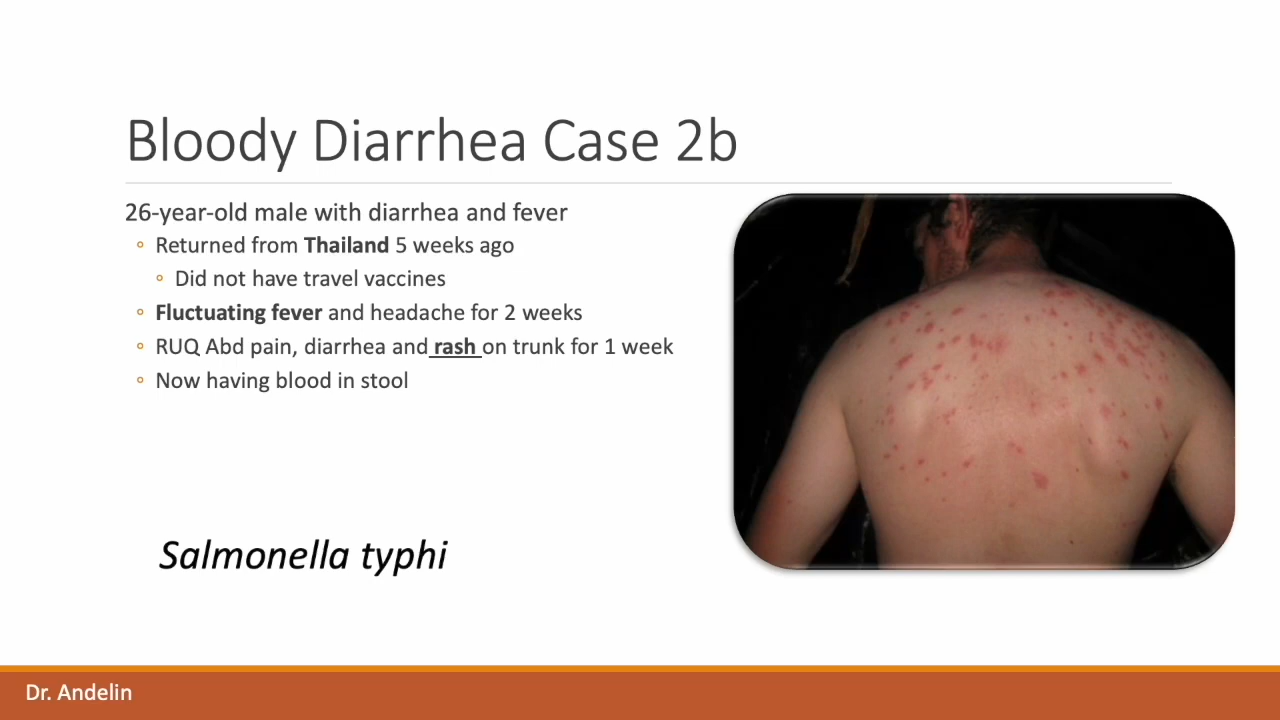 Bloody Diarrhea Case 2b
26-year-old male with diarrhea and fever
◦ Returned from Thailand 5 weeks ago
◦ Did not have travel vaccines
◦ Fluctuating fever and headache for 2 weeks
◦ RUQ Abd pain, diarrhea and rash on trunk for 1 week
◦ Now having blood in stool
Salmonella typhi
Dr. Andelin